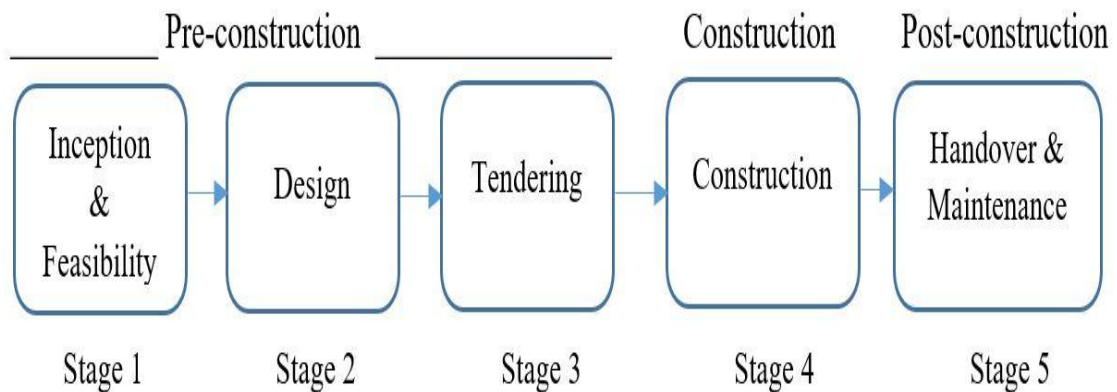 Pre-construction
Construction
Post-construction
Inception
&
Feasibility
Design
Tendering
Construction
Handover &
Maintenance
Stage 1
Stage 2
Stage 3
Stage 4
Stage 5